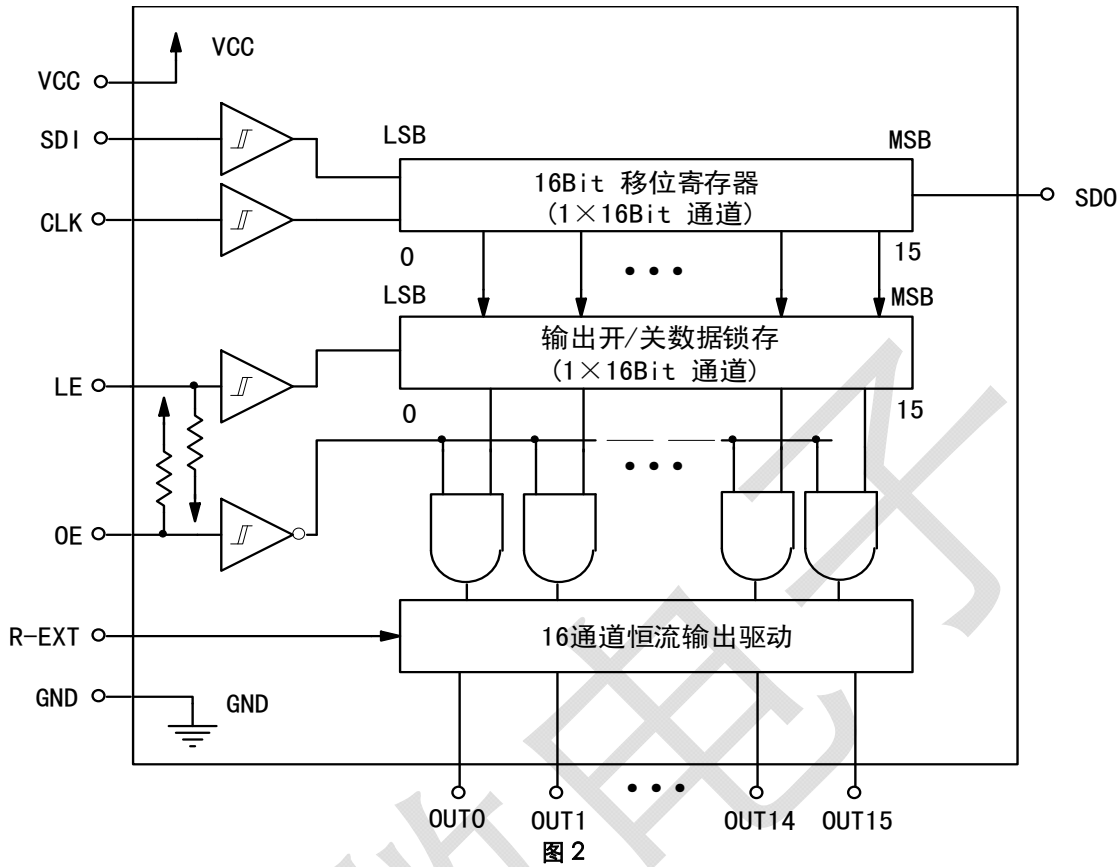 VCC
VCC
SDI
LSB
MSB
16Bit 移位寄存器
(1×16Bit 通道)
SDO
CLK
0
15
LSB
MSB
输出开/关数据锁存
(1×16Bit 通道)
LE
0
15
OE
R-EXT
16通道恒流输出驱动
GND
GND
OUT0
OUT1
OUT14
OUT15
图 2
电子